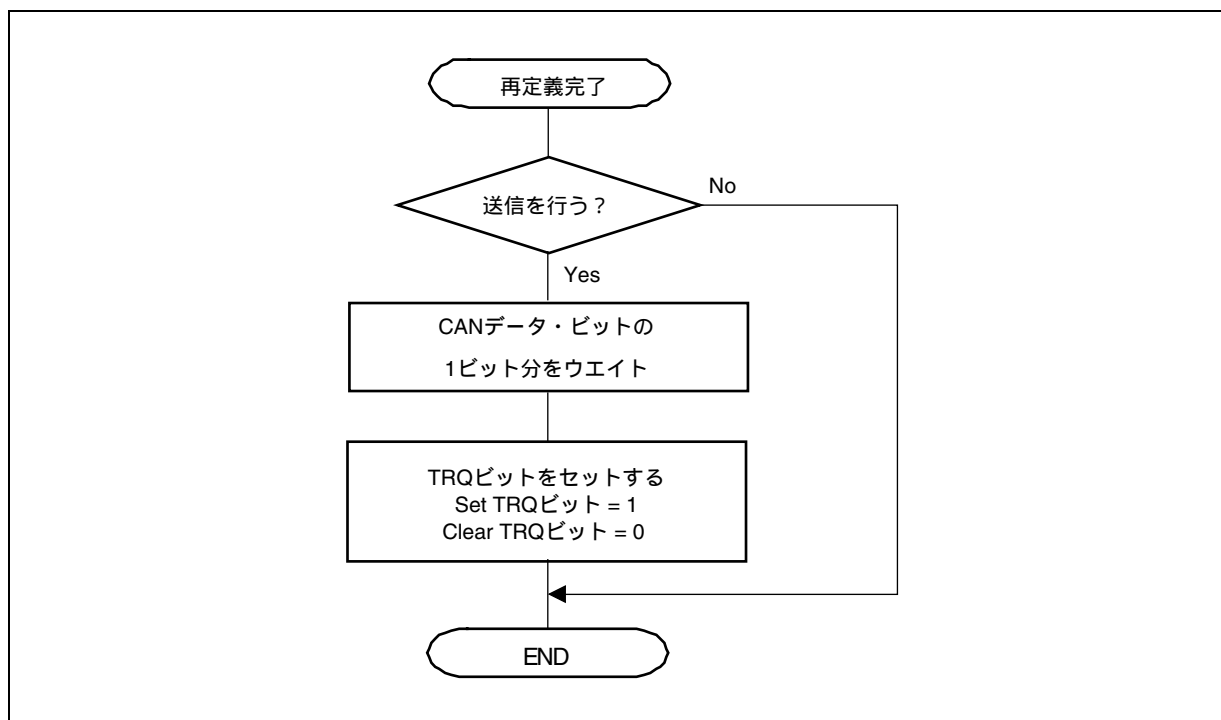 再定義完了
送信を行う？
No
Yes
CANデータ・ビットの
1ビット分をウエイト
TRQビットをセットする
Set TRQビット = 1
Clear TRQビット = 0
END